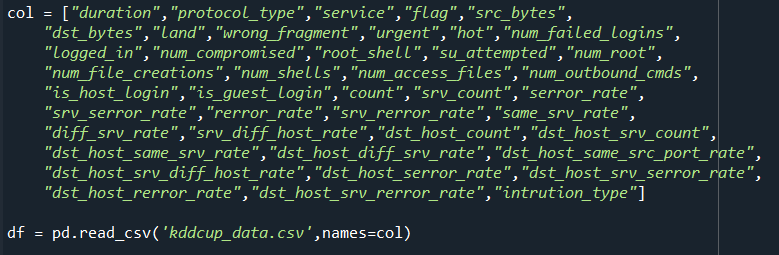 col = ["duration","protocol_type","service","flag","src_bytes",
"dst_bytes","land","wrong_fragment","urgent","hot","num_failed_logins",
"logged_in","num_compromised","root_shell","su_attempted","num_root",
"num_file_creations","num_shells","num_access_files","num_outbound_cmds",
"is_host_login","is_guest_login","count","srv_count","serror_rate",
"srv_serror_rate","rerror_rate","srv_rerror_rate","same_srv_rate",
"diff_srv_rate","srv_diff_host_rate","dst_host_count","dst_host_srv_count",
"dst_host_same_srv_rate","dst_host_diff_srv_rate","dst_host_same_src_port_rate",
"dst_host_srv_diff_host_rate","dst_host_serror_rate","dst_host_srv_serror_rate",
"dst_host_rerror_rate","dst_host_srv_rerror_rate","intrution_type"]
df = pd.read_csv('kddcup_data.csv',names=col)